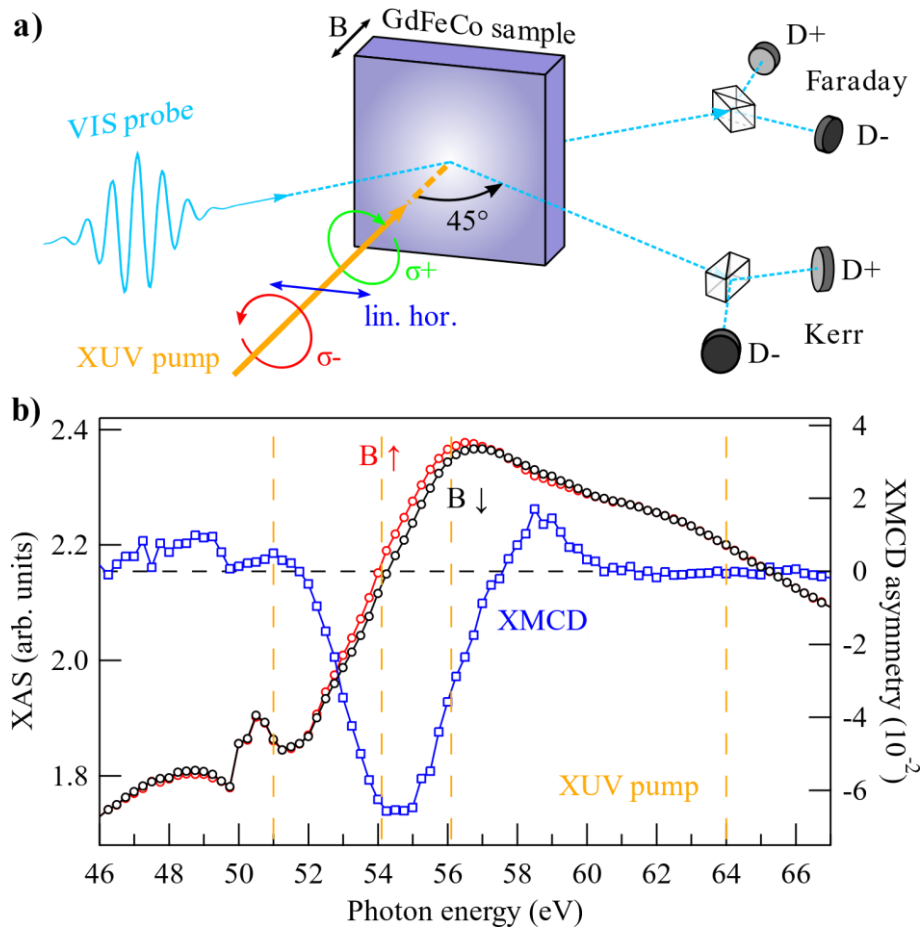 a)
B
GdFeCo sample
D+
Faraday
D-
VIS probe
45°
σ+
lin. hor.
σ-
XUV pump
D+
Kerr
D-
b)
2.4
2.2
2.0
1.8
XAS (arb. units)
B ↑
B ↓
XMCD
XUV pump
4
2
0
-2
-4
-6
XMCD asymmetry (10⁻²)
46 48 50 52 54 56 58 60 62 64 66
Photon energy (eV)